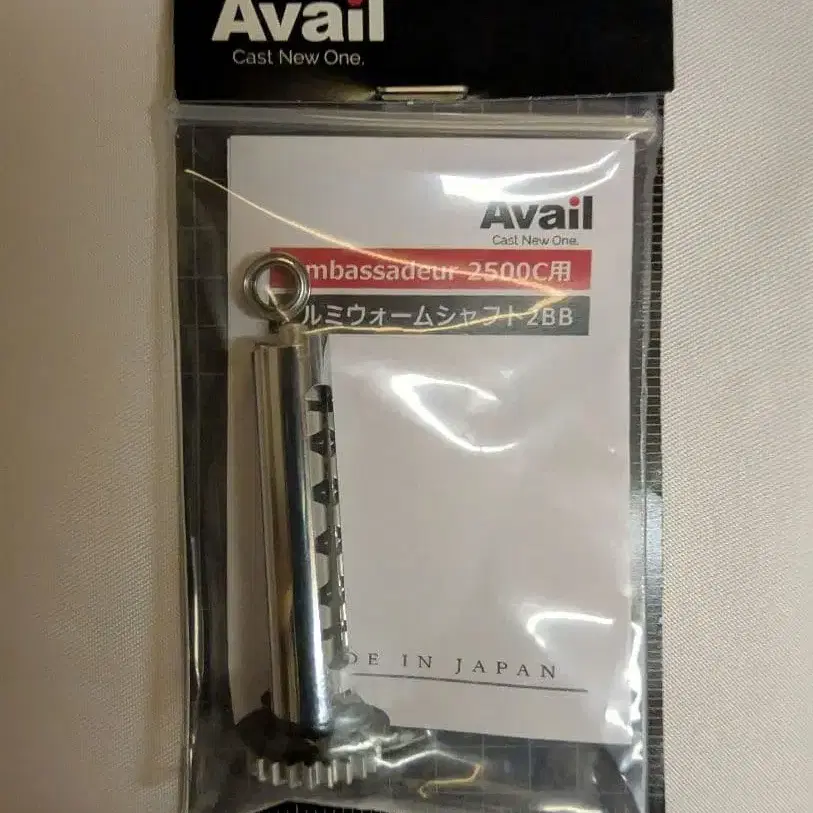 Avail
Cast New One.
Avail
Cast New One.
mbassadeur 2500C用
ルミウォームシャフト2BB
DE IN JAPAN